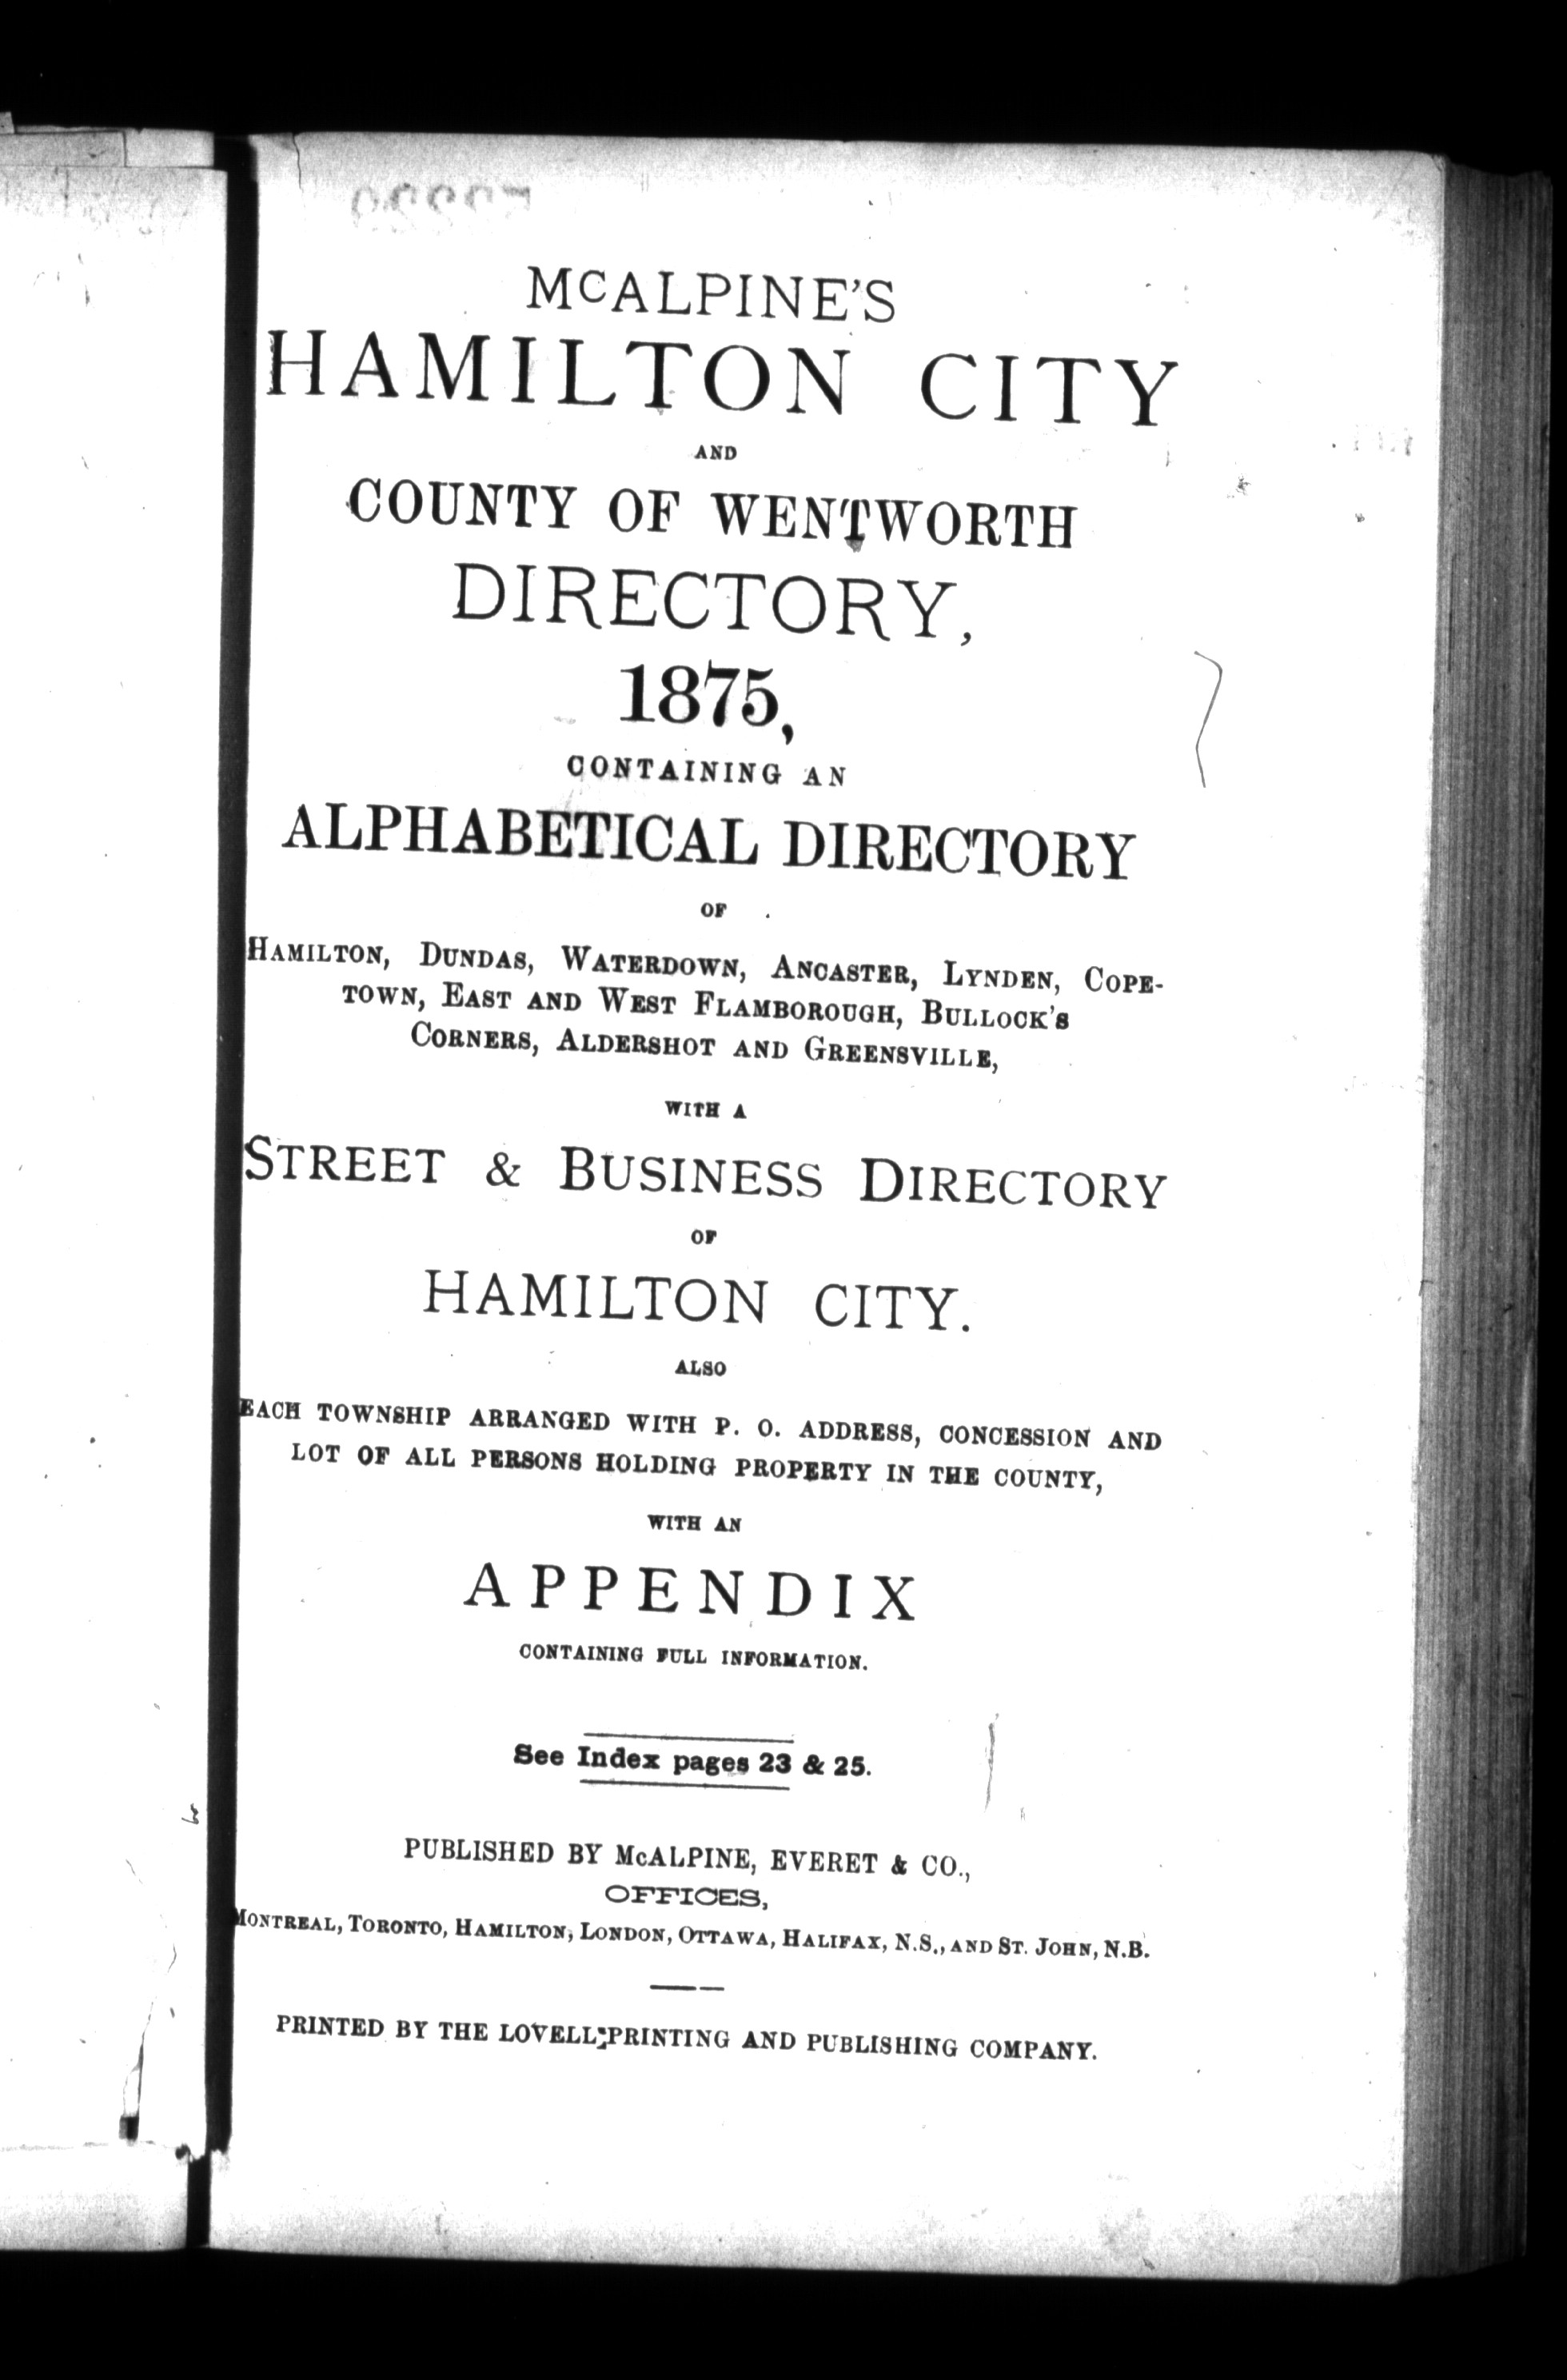 McALPINE'S
HAMILTON CITY
AND
COUNTY OF WENTWORTH
DIRECTORY,
1875,
CONTAINING AN
ALPHABETICAL DIRECTORY
OF
HAMILTON, DUNDAS, WATERDOWN, ANCASTER, LYNDEN, COPE-
TOWN, EAST AND WEST FLAMBOROUGH, BULLOCK'S
CORNERS, ALDERSHOT AND GREENSVILLE,
WITH A
STREET & BUSINESS DIRECTORY
OF
HAMILTON CITY.
ALSO
EACH TOWNSHIP ARRANGED WITH P. O. ADDRESS, CONCESSION AND
LOT OF ALL PERSONS HOLDING PROPERTY IN THE COUNTY,
WITH AN
APPENDIX
CONTAINING FULL INFORMATION.
See Index pages 23 & 25.
PUBLISHED BY McALPINE, EVERET & CO.,
OFFICES,
MONTREAL, TORONTO, HAMILTON, LONDON, OTTAWA, HALIFAX, N.S., AND ST. JOHN, N.B.
PRINTED BY THE LOVELL PRINTING AND PUBLISHING COMPANY.